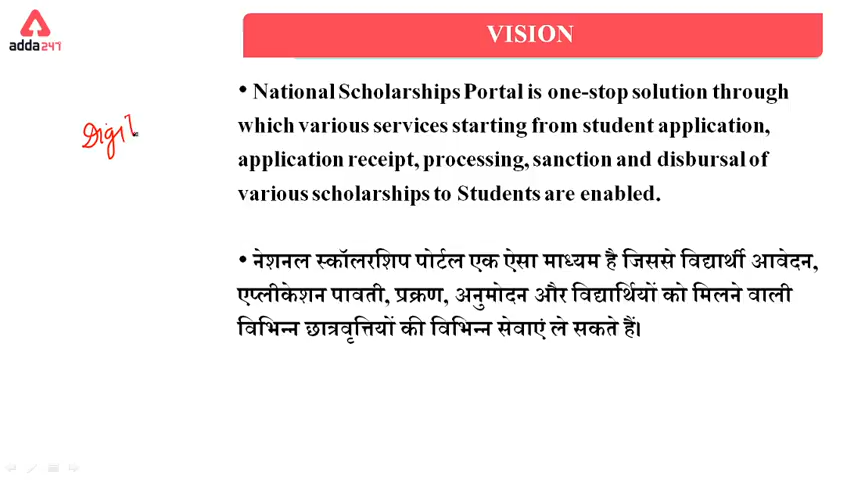 adda247
VISION
• National Scholarships Portal is one-stop solution through
which various services starting from student application,
application receipt, processing, sanction and disbursal of
various scholarships to Students are enabled.
• नेशनल स्कॉलरशिप पोर्टल एक ऐसा माध्यम है जिससे विद्यार्थी आवेदन,
एप्लीकेशन पावती, प्रक्रण, अनुमोदन और विद्यार्थियों को मिलने वाली
विभिन्न छात्रवृत्तियों की विभिन्न सेवाएं ले सकते हैं।